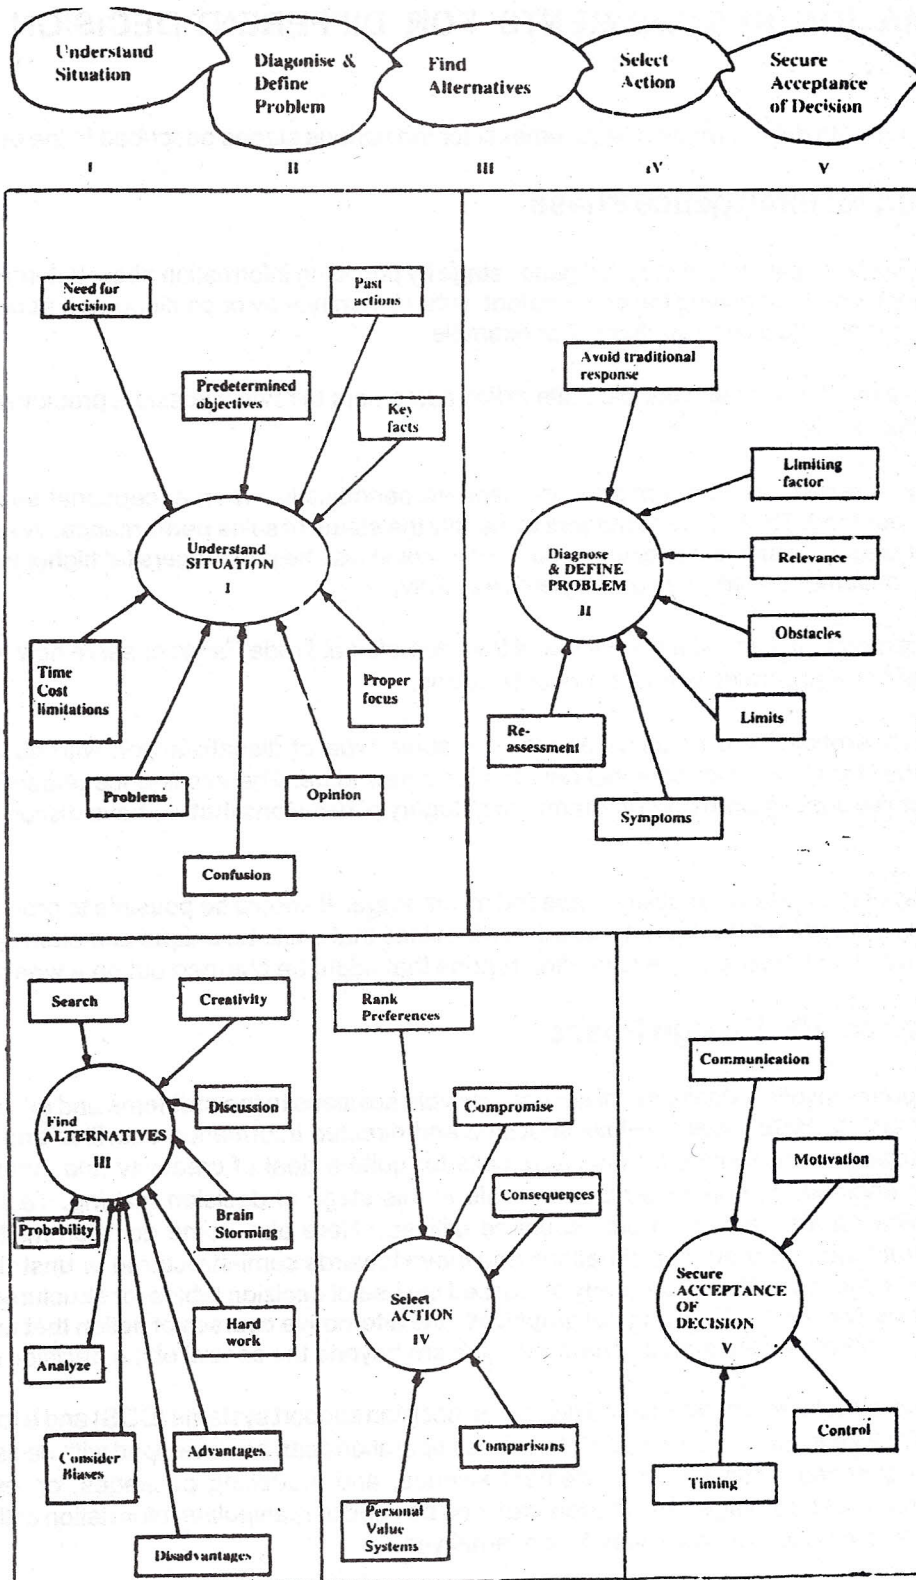 Understand
Situation
Diagonise &
Define
Problem
Find
Alternatives
Select
Action
Secure
Acceptance
of Decision
I
II
III
IV
V
Need for
decision
Past
actions
Predetermined
objectives
Key
facts
Understand
SITUATION
I
Time
Cost
limitations
Proper
focus
Problems
Opinion
Confusion
Avoid traditional
response
Limiting
factor
Diagnose
& DEFINE
PROBLEM
II
Relevance
Obstacles
Limits
Re-
assessment
Symptoms
Search
Creativity
Discussion
Find
ALTERNATIVES
III
Probability
Brain
Storming
Hard
work
Analyze
Consider
Biases
Advantages
Disadvantages
Rank
Preferences
Compromise
Consequences
Select
ACTION
IV
Comparisons
Personal
Value
Systems
Communication
Motivation
Secure
ACCEPTANCE
OF
DECISION
V
Control
Timing